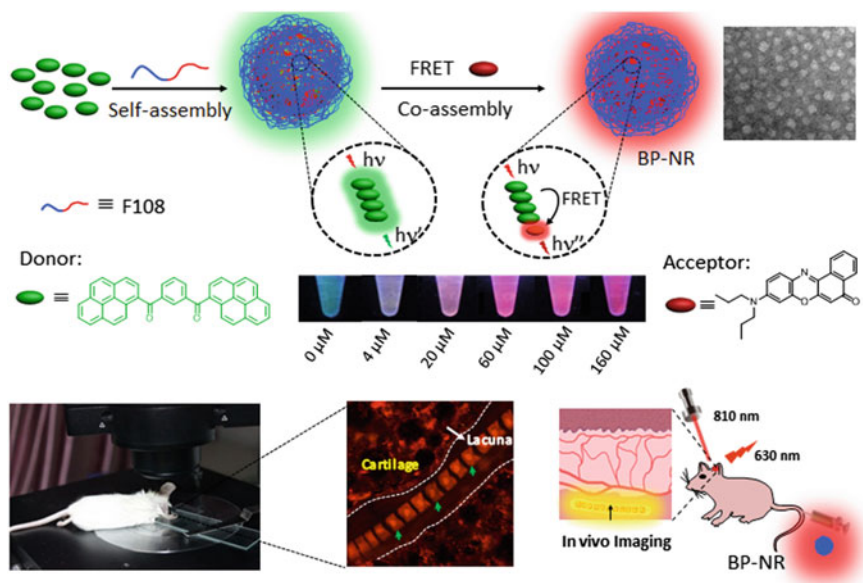 Self-assembly
FRET
Co-assembly
BP-NR
hν
hν'
hν
FRET
hν"
≡ F108
Donor:
≡
O
O
0 μM
4 μM
20 μM
60 μM
100 μM
160 μM
Acceptor:
≡
N
N
O
O
Cartilage
Lacuna
In vivo Imaging
810 nm
630 nm
BP-NR